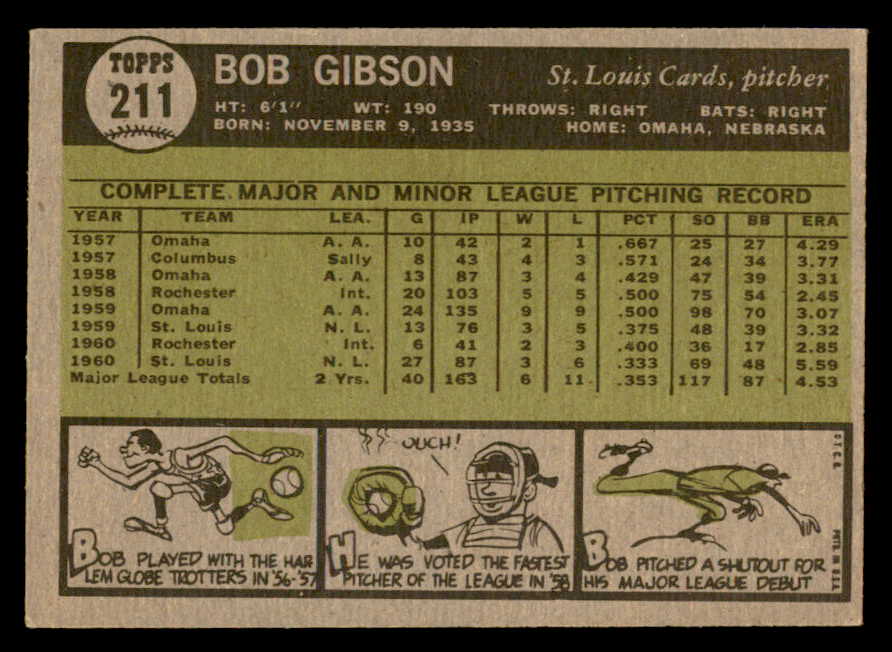 TOPPS
211
BOB GIBSON
St. Louis Cards, pitcher
HT: 6'1" WT: 190 THROWS: RIGHT BATS: RIGHT
BORN: NOVEMBER 9, 1935 HOME: OMAHA, NEBRASKA
COMPLETE MAJOR AND MINOR LEAGUE PITCHING RECORD
YEAR TEAM LEA. G IP W L PCT SO BB ERA
1957 Omaha A. A. 10 42 2 1 .667 25 27 4.29
1957 Columbus Sally 8 43 4 3 .571 24 34 3.77
1958 Omaha A. A. 13 87 3 4 .429 47 39 3.31
1958 Rochester Int. 20 103 5 5 .500 75 54 2.45
1959 Omaha A. A. 24 135 9 9 .500 98 70 3.07
1959 St. Louis N. L. 13 76 3 5 .375 48 39 3.32
1960 Rochester Int. 6 41 2 3 .400 36 17 2.85
1960 St. Louis N. L. 27 87 3 6 .333 69 48 5.59
Major League Totals 2 Yrs. 40 163 6 11 .353 117 87 4.53
BOB PLAYED WITH THE HAR
LEM GLOBE TROTTERS IN '56-'57
OUCH!
HE WAS VOTED THE FASTEST
PITCHER OF THE LEAGUE IN '58
BOB PITCHED A SHUTOUT FOR
HIS MAJOR LEAGUE DEBUT
© T.C.G. PRTD. IN U.S.A.